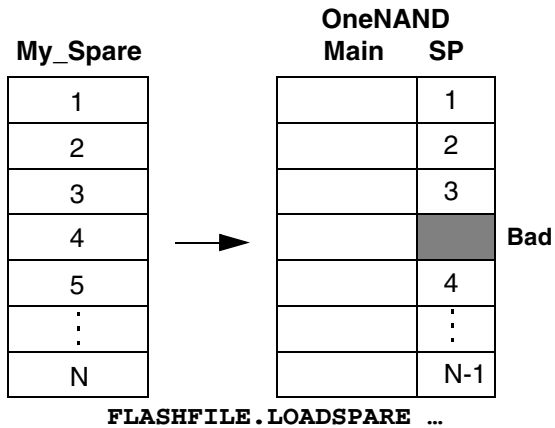 OneNAND
My_Spare Main SP
1 1
2 2
3 3
4 Bad
5 4
N N-1
FLASHFILE.LOADSPARE …